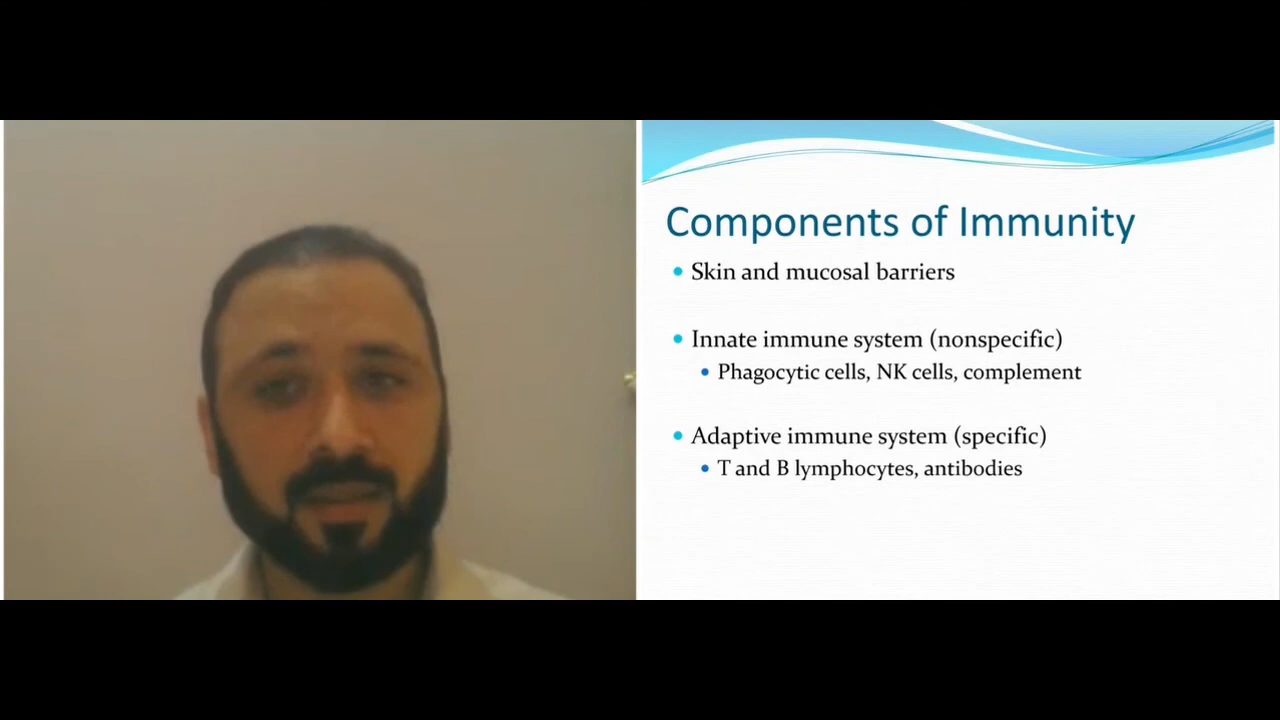 Components of Immunity
Skin and mucosal barriers
Innate immune system (nonspecific)
Phagocytic cells, NK cells, complement
Adaptive immune system (specific)
T and B lymphocytes, antibodies